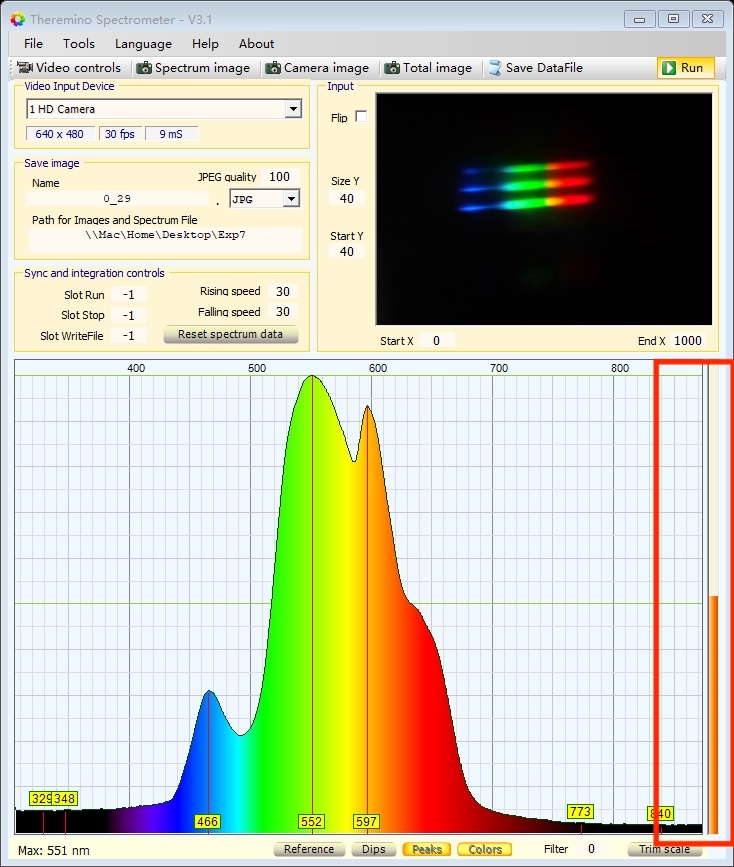 Theremino Spectrometer - V3.1
File Tools Language Help About
Video controls Spectrum image Camera image Total image Save DataFile Run
Video Input Device
1 HD Camera
640 x 480 30 fps 9 mS
Save image
Name JPEG quality 100
0_29 . JPG
Path for Images and Spectrum File
\\Mac\Home\Desktop\Exp7
Sync and integration controls
Slot Run -1 Rising speed 30
Slot Stop -1 Falling speed 30
Slot WriteFile -1 Reset spectrum data
Input
Flip
Size Y
40
Start Y
40
Start X 0 End X 1000
400 500 600 700 800
329 348 466 552 597 773 840
Max: 551 nm Reference Dips Peaks Colors Filter 0 Trim scale